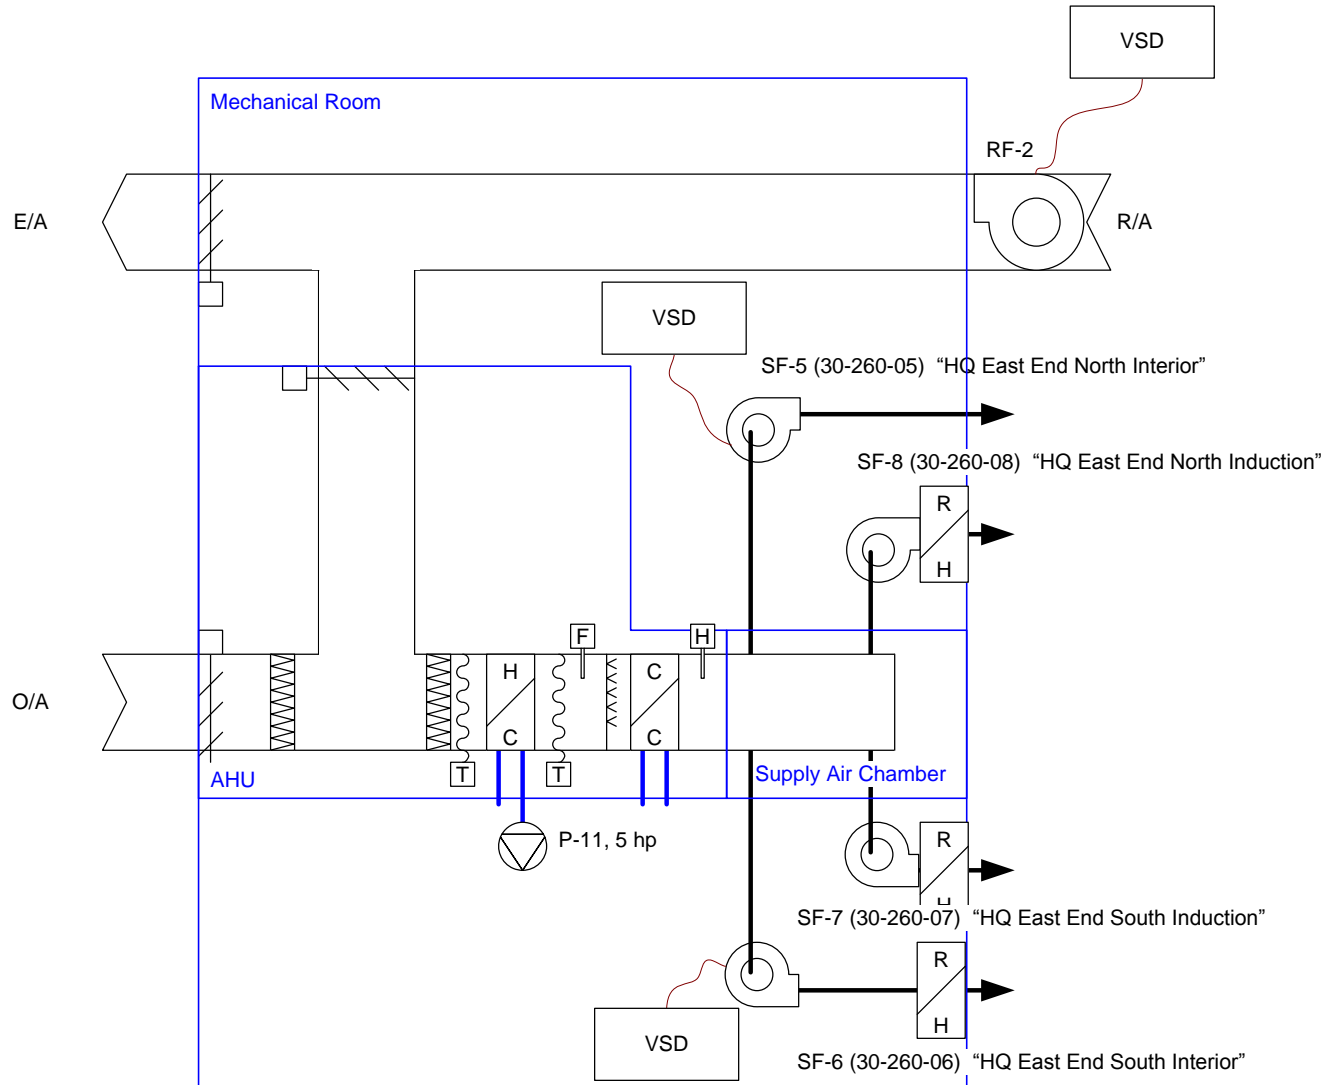 VSD
Mechanical Room
RF-2
E/A
R/A
VSD
SF-5 (30-260-05) “HQ East End North Interior”
SF-8 (30-260-08) “HQ East End North Induction”
R
H
F
H
H
C
C
C
O/A
T
T
AHU
Supply Air Chamber
P-11, 5 hp
R
H
SF-7 (30-260-07) “HQ East End South Induction”
R
H
VSD
SF-6 (30-260-06) “HQ East End South Interior”